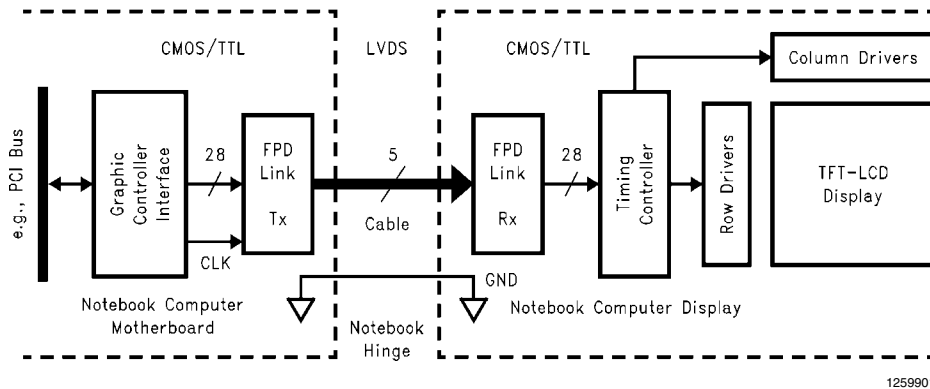 CMOS/TTL
LVDS
CMOS/TTL
Column Drivers
e.g., PCI Bus
Graphic
Controller
Interface
28
CLK
FPD
Link
Tx
5
Cable
FPD
Link
Rx
28
Timing
Controller
Row Drivers
TFT-LCD
Display
GND
Notebook Computer
Motherboard
Notebook
Hinge
Notebook Computer Display
125990